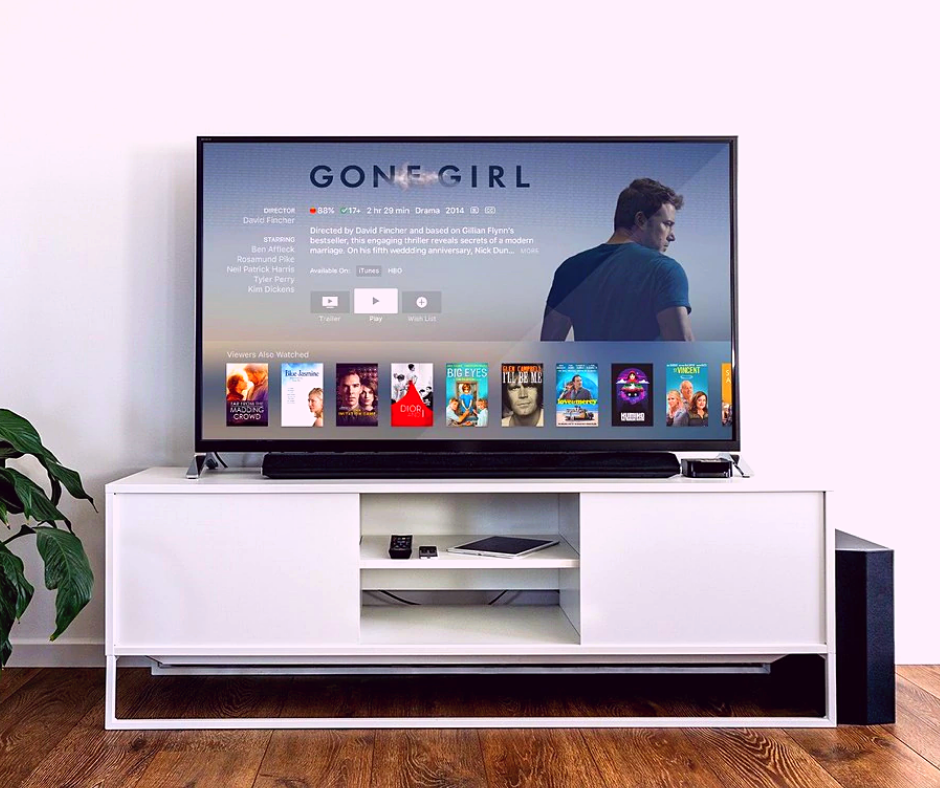 GONE GIRL
DIRECTOR
David Fincher
STARRING
Ben Affleck
Rosamund Pike
Neil Patrick Harris
Tyler Perry
Kim Dickens
88% 17+ 2 hr 29 min Drama 2014 CC
Directed by David Fincher and based on Gillian Flynn's
bestseller, this engaging thriller reveals secrets of a modern
marriage. On his fifth weddding anniversary, Nick Dun... MORE
Available On: iTunes HBO
Trailer
Play
Wish List
Viewers Also Watched
MADDING
CROWD
Blue Jasmine
DIOR
BIG EYES
GLEN CAMPBELL
I'LL BE ME
love&mercy
ST. VINCENT